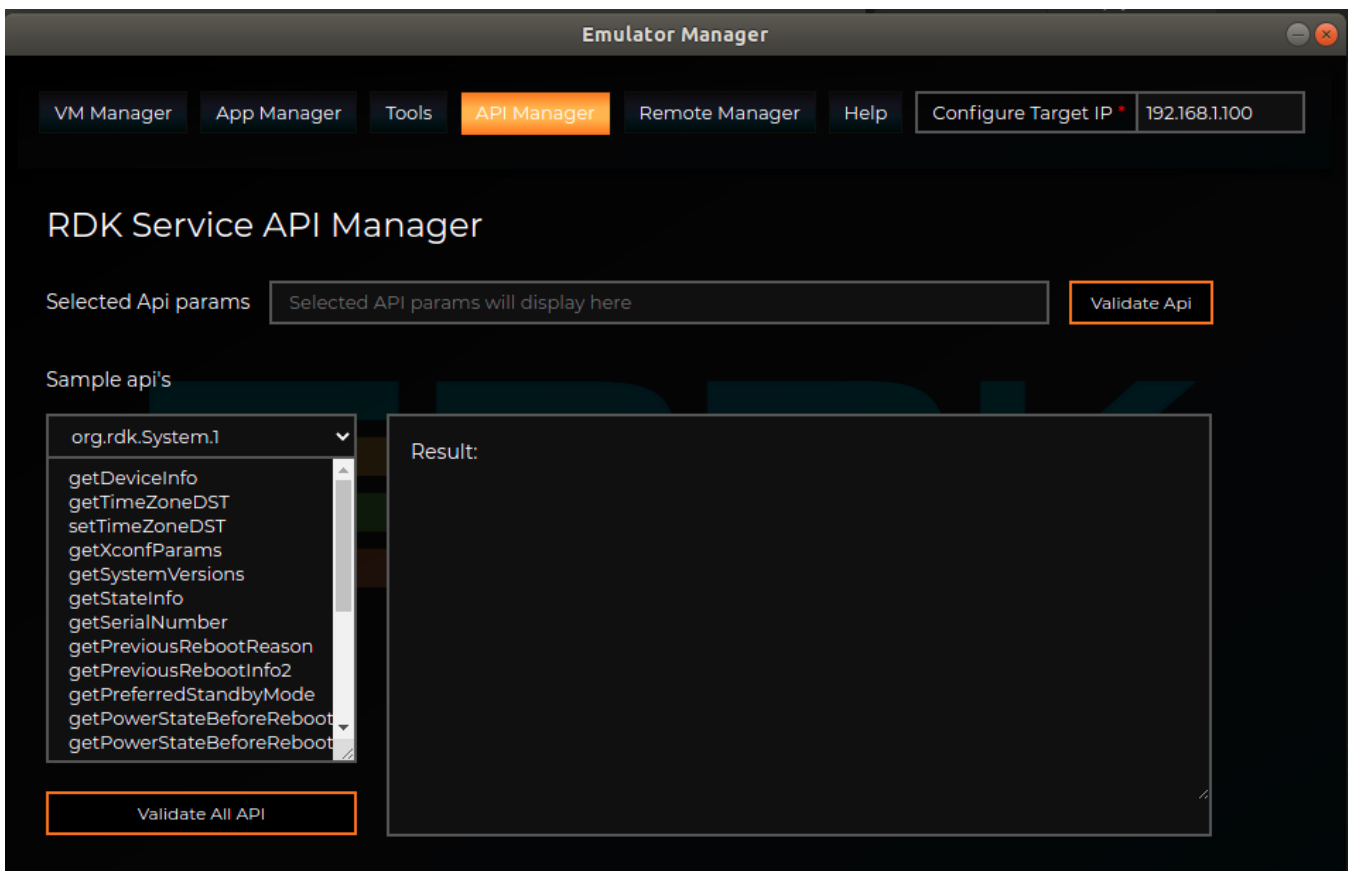 Emulator Manager
VM Manager App Manager Tools API Manager Remote Manager Help Configure Target IP * 192.168.1.100
RDK Service API Manager
Selected Api params Selected API params will display here Validate Api
Sample api's
org.rdk.System.1
getDeviceInfo
getTimeZoneDST
setTimeZoneDST
getXconfParams
getSystemVersions
getStateInfo
getSerialNumber
getPreviousRebootReason
getPreviousRebootInfo2
getPreferredStandbyMode
getPowerStateBeforeReboot
getPowerStateBeforeReboot
Validate All API
Result: